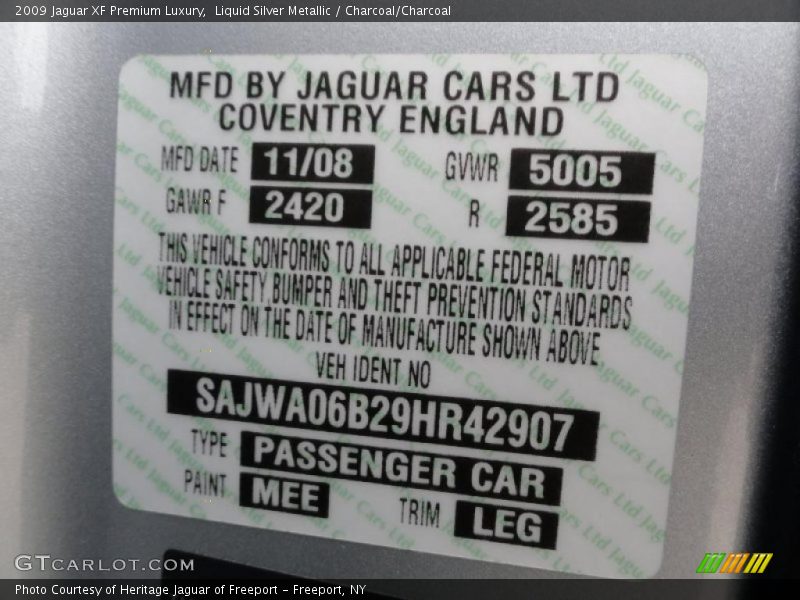 2009 Jaguar XF Premium Luxury, Liquid Silver Metallic / Charcoal/Charcoal
MFD BY JAGUAR CARS LTD
COVENTRY ENGLAND
MFD DATE 11/08 GVWR 5005
GAWR F 2420 R 2585
THIS VEHICLE CONFORMS TO ALL APPLICABLE FEDERAL MOTOR
VEHICLE SAFETY,BUMPER AND THEFT PREVENTION STANDARDS
IN EFFECT ON THE DATE OF MANUFACTURE SHOWN ABOVE
VEH IDENT NO
SAJWA06B29HR42907
TYPE PASSENGER CAR
PAINT MEE TRIM LEG
GTCARLOT.COM
Photo Courtesy of Heritage Jaguar of Freeport - Freeport, NY